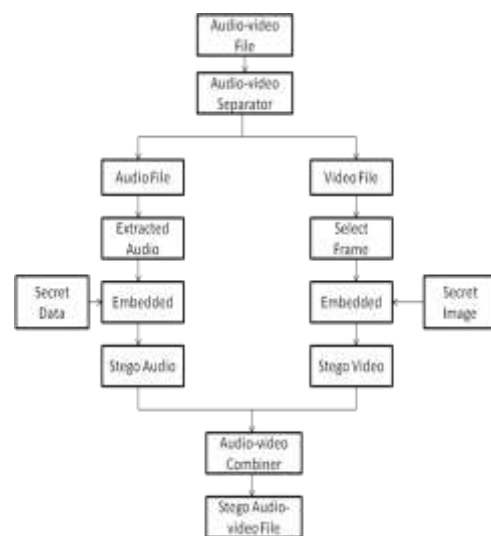 Audio-video
File
Audio-video
Separator
Audio File
Video File
Extracted
Audio
Select
Frame
Secret
Data
Embedded
Embedded
Secret
Image
Stego Audio
Stego Video
Audio-video
Combiner
Stego Audio-
video File